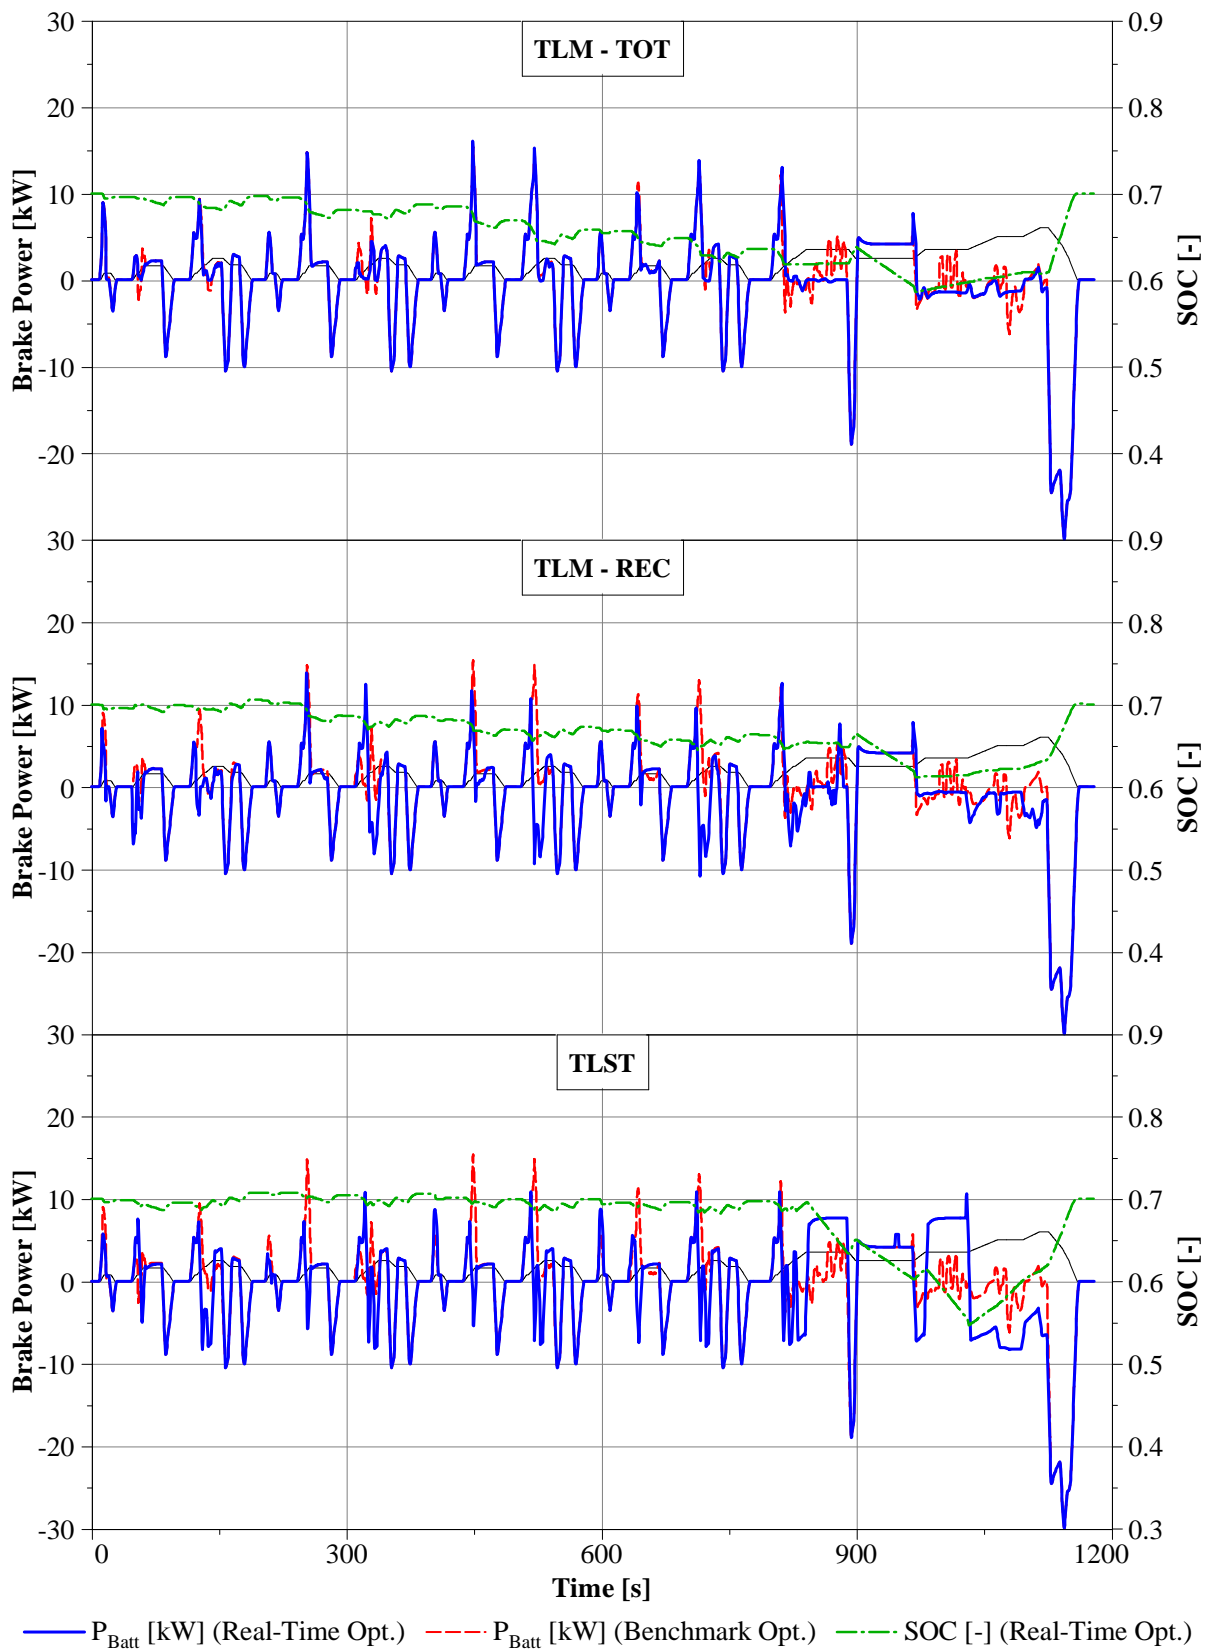 30 0.9
TLM - TOT
20 0.8
10 0.7
0 0.6
-10 0.5
-20 0.4
Brake Power [kW]
SOC [-]
30 0.9
TLM - REC
20 0.8
10 0.7
0 0.6
-10 0.5
-20 0.4
Brake Power [kW]
SOC [-]
30 0.9
TLST
20 0.8
10 0.7
0 0.6
-10 0.5
-20 0.4
-30 0.3
Brake Power [kW]
SOC [-]
0 300 600 900 1200
Time [s]
P_Batt [kW] (Real-Time Opt.) P_Batt [kW] (Benchmark Opt.) SOC [-] (Real-Time Opt.)